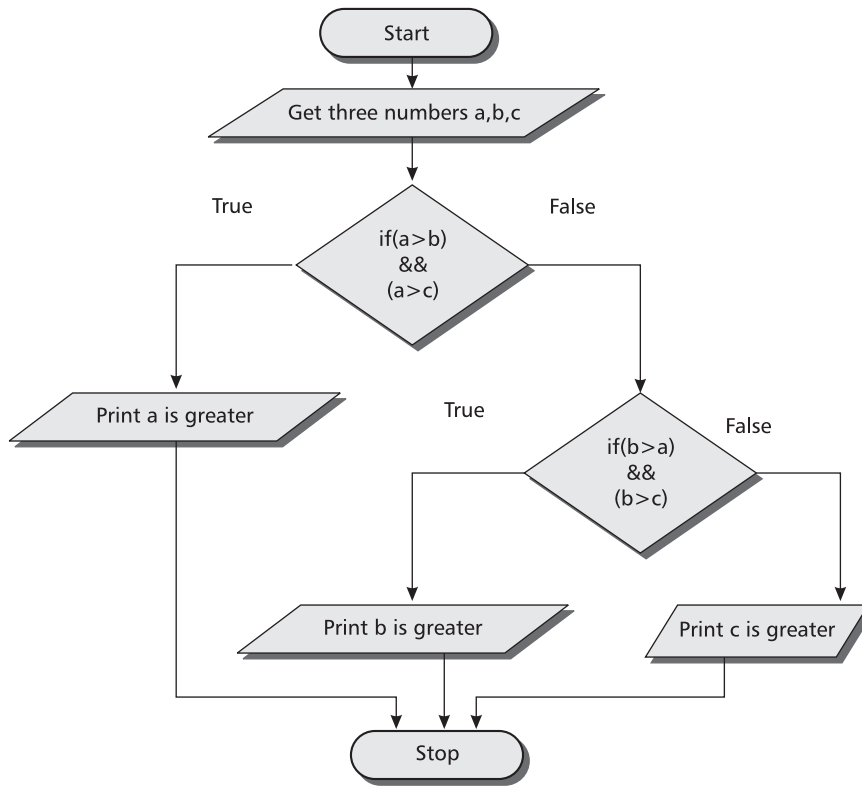 Start
Get three numbers a,b,c
True
False
if(a>b)
&&
(a>c)
Print a is greater
True
False
if(b>a)
&&
(b>c)
Print b is greater
Print c is greater
Stop